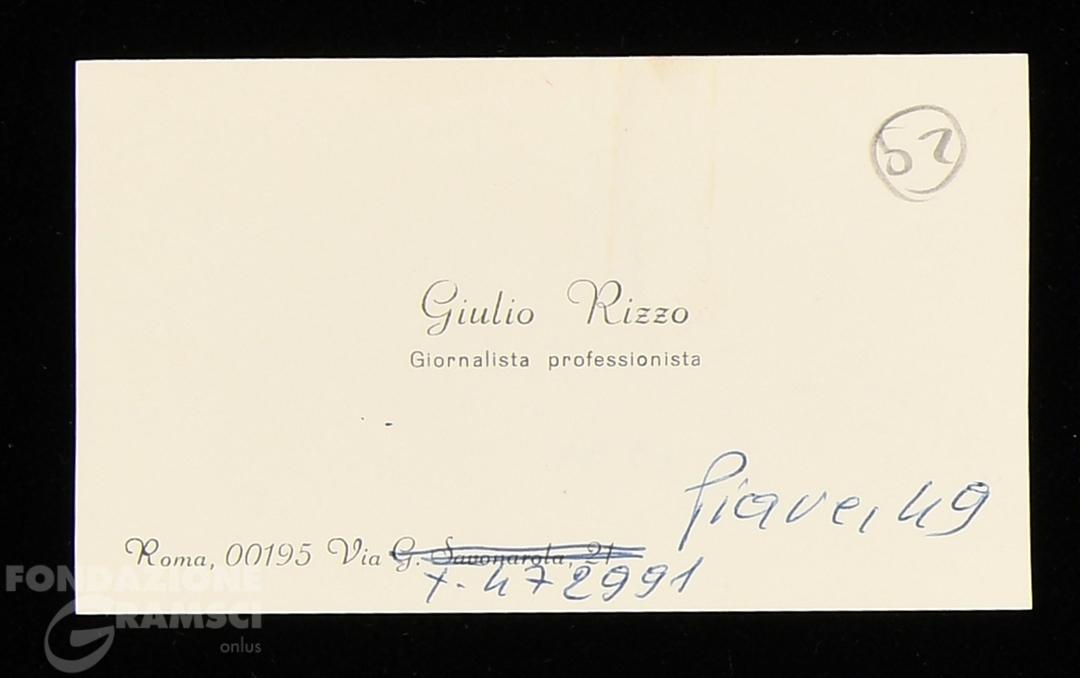 52
Giulio Rizzo
Giornalista professionista
Piave, 49
Roma, 00195 Via G. Savonarola, 21
t. 472991
FONDAZIONE
GRAMSCI
onlus